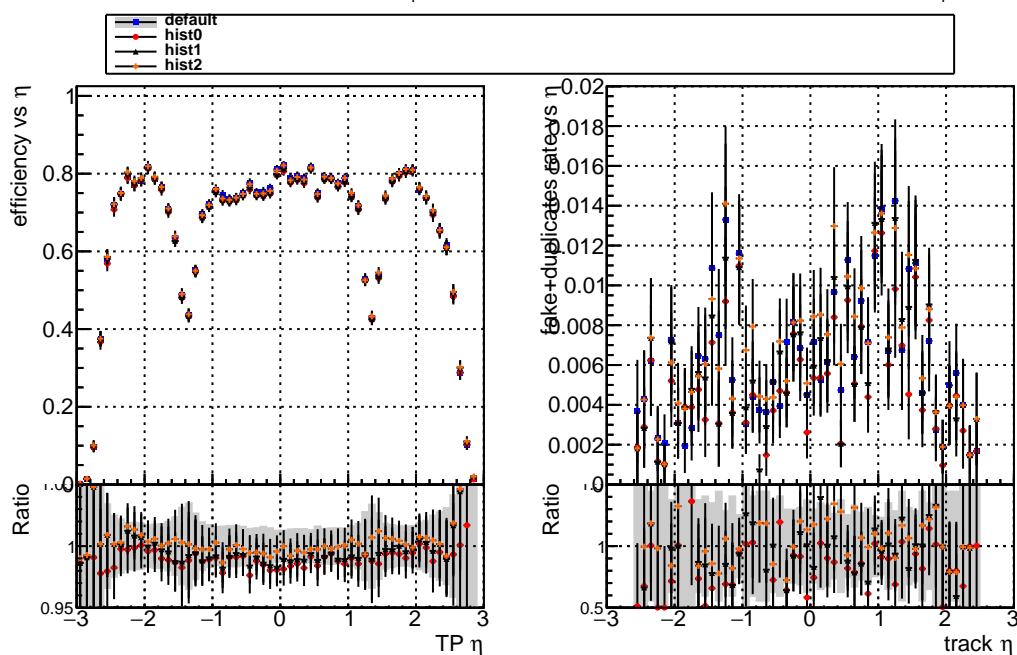 default
hist0
hist1
hist2
efficiency vs η
1
0.8
0.6
0.4
0.2
0
Ratio
1
0.95
−3 −2 −1 0 1 2 3
TP η
fake+duplicates rate vs η
0.02
0.018
0.016
0.014
0.012
0.01
0.008
0.006
0.004
0.002
0
Ratio
1
0.5
−3 −2 −1 0 1 2 3
track η